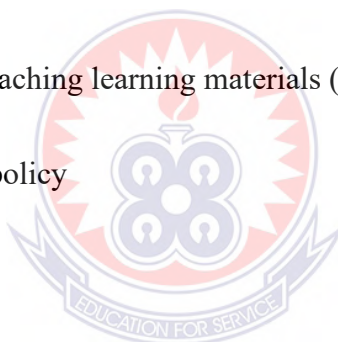 aching learning materials (
policy
EDUCATION FOR SERVICE